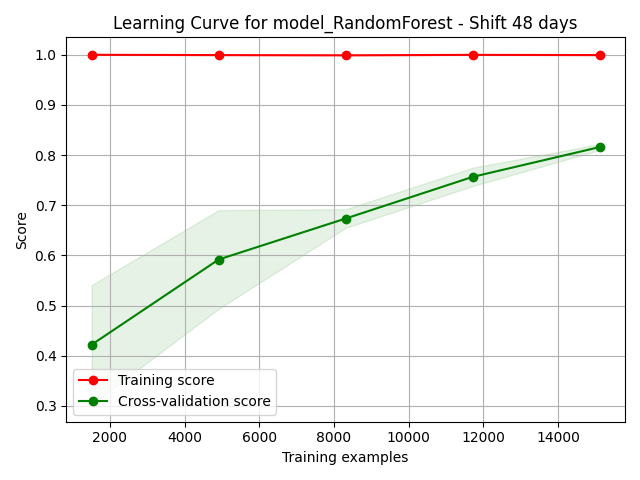 Learning Curve for model_RandomForest - Shift 48 days
1.0
0.9
0.8
0.7
0.6
0.5
0.4
0.3
Score
Training score
Cross-validation score
2000 4000 6000 8000 10000 12000 14000
Training examples